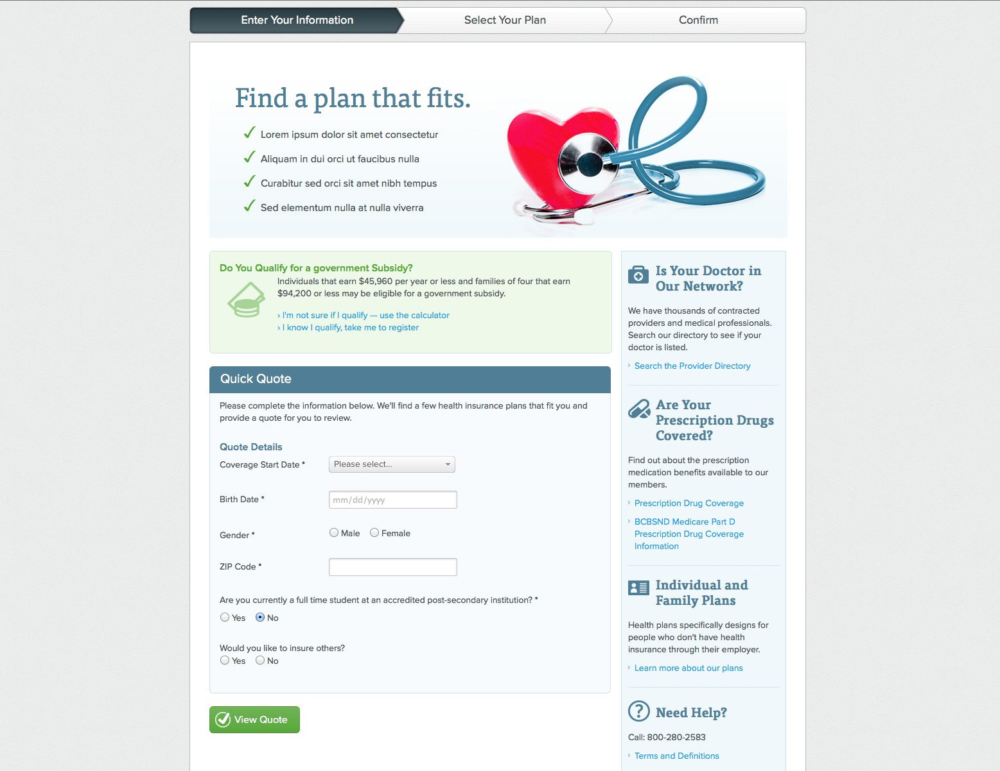 Enter Your Information
Select Your Plan
Confirm
Find a plan that fits.
Lorem ipsum dolor sit amet consectetur
Aliquam in dui orci ut faucibus nulla
Curabitur sed orci sit amet nibh tempus
Sed elementum nulla at nulla viverra
Do You Qualify for a government Subsidy?
Individuals that earn $45,960 per year or less and families of four that earn
$94,200 or less may be eligible for a government subsidy.
› I'm not sure if I qualify — use the calculator
› I know I qualify, take me to register
Quick Quote
Please complete the information below. We'll find a few health insurance plans that fit you and
provide a quote for you to review.
Quote Details
Coverage Start Date *
Please select...
Birth Date *
mm/dd/yyyy
Gender *
Male
Female
ZIP Code *
Are you currently a full time student at an accredited post-secondary institution? *
Yes
No
Would you like to insure others?
Yes
No
View Quote
Is Your Doctor in
Our Network?
We have thousands of contracted
providers and medical professionals.
Search our directory to see if your
doctor is listed.
› Search the Provider Directory
Are Your
Prescription Drugs
Covered?
Find out about the prescription
medication benefits available to our
members.
› Prescription Drug Coverage
› BCBSND Medicare Part D
Prescription Drug Coverage
Information
Individual and
Family Plans
Health plans specifically designs for
people who don't have health
insurance through their employer.
› Learn more about our plans
Need Help?
Call: 800-280-2583
› Terms and Definitions